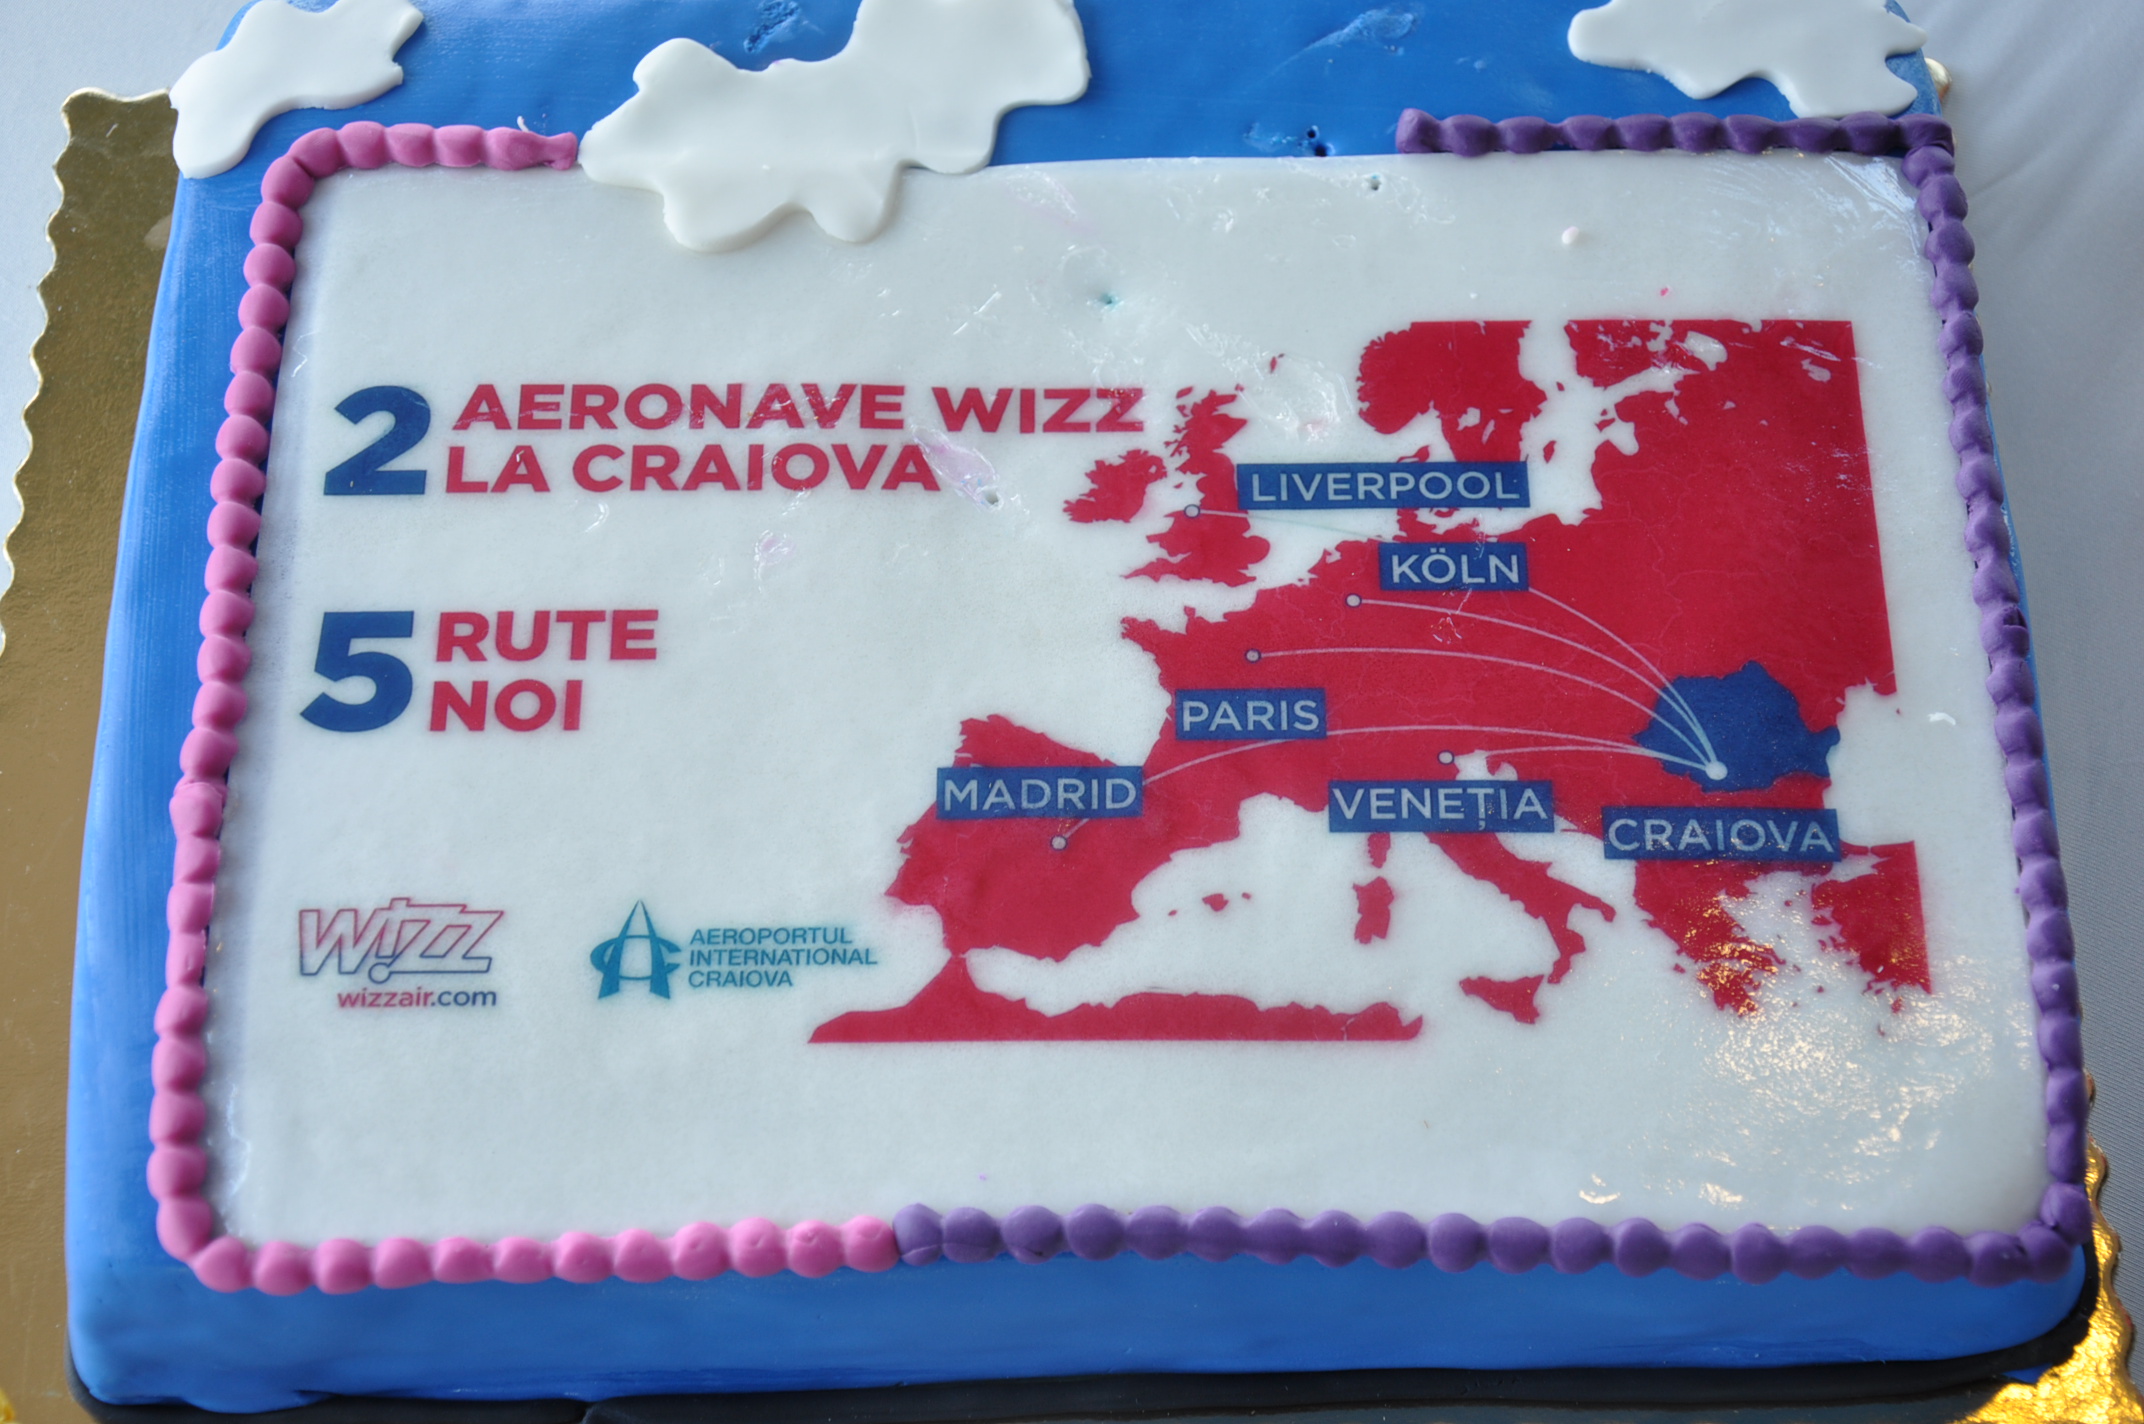 2 AERONAVE WIZZ
LA CRAIOVA
5 RUTE
NOI
LIVERPOOL
KÖLN
PARIS
MADRID
VENEȚIA
CRAIOVA
WIZZ
wizzair.com
AEROPORTUL
INTERNATIONAL
CRAIOVA